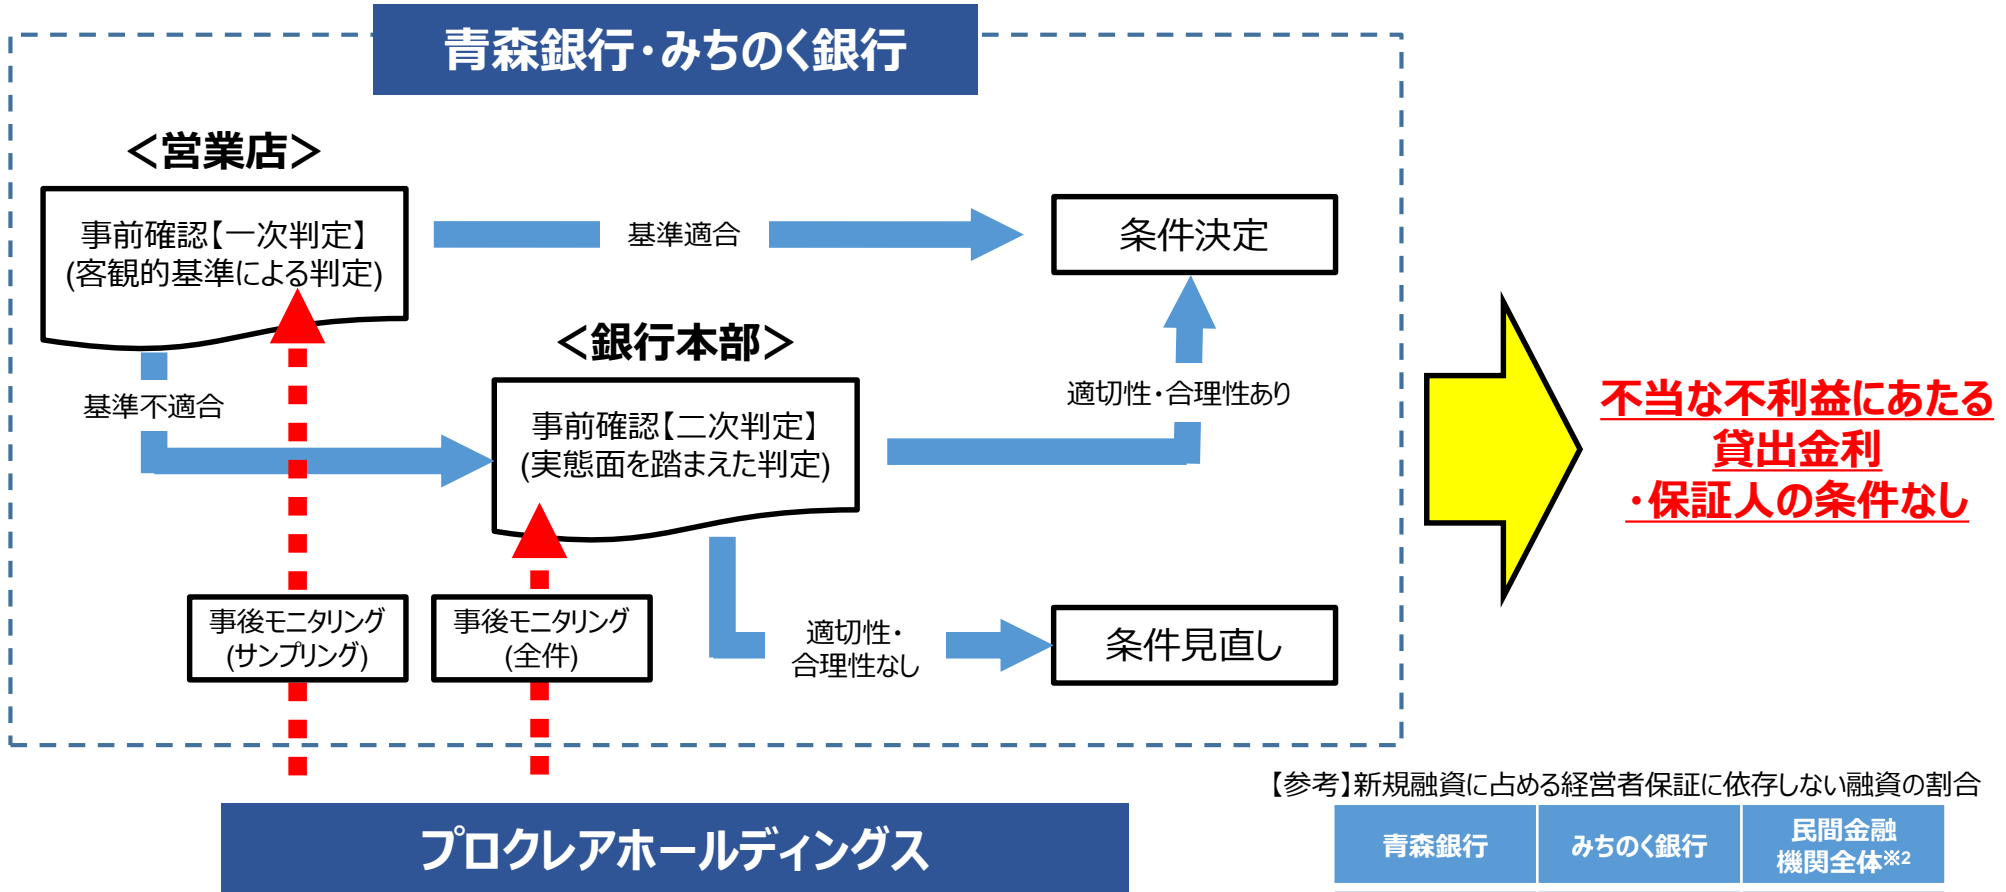 青森銀行・みちのく銀行
＜営業店＞
事前確認【一次判定】
(客観的基準による判定)
基準適合
条件決定
＜銀行本部＞
基準不適合
事前確認【二次判定】
(実態面を踏まえた判定)
適切性・合理性あり
不当な不利益にあたる
貸出金利
・保証人の条件なし
事後モニタリング
(サンプリング)
事後モニタリング
(全件)
適切性・
合理性なし
条件見直し
プロクレアホールディングス
【参考】新規融資に占める経営者保証に依存しない融資の割合
青森銀行
みちのく銀行
民間金融
機関全体※2